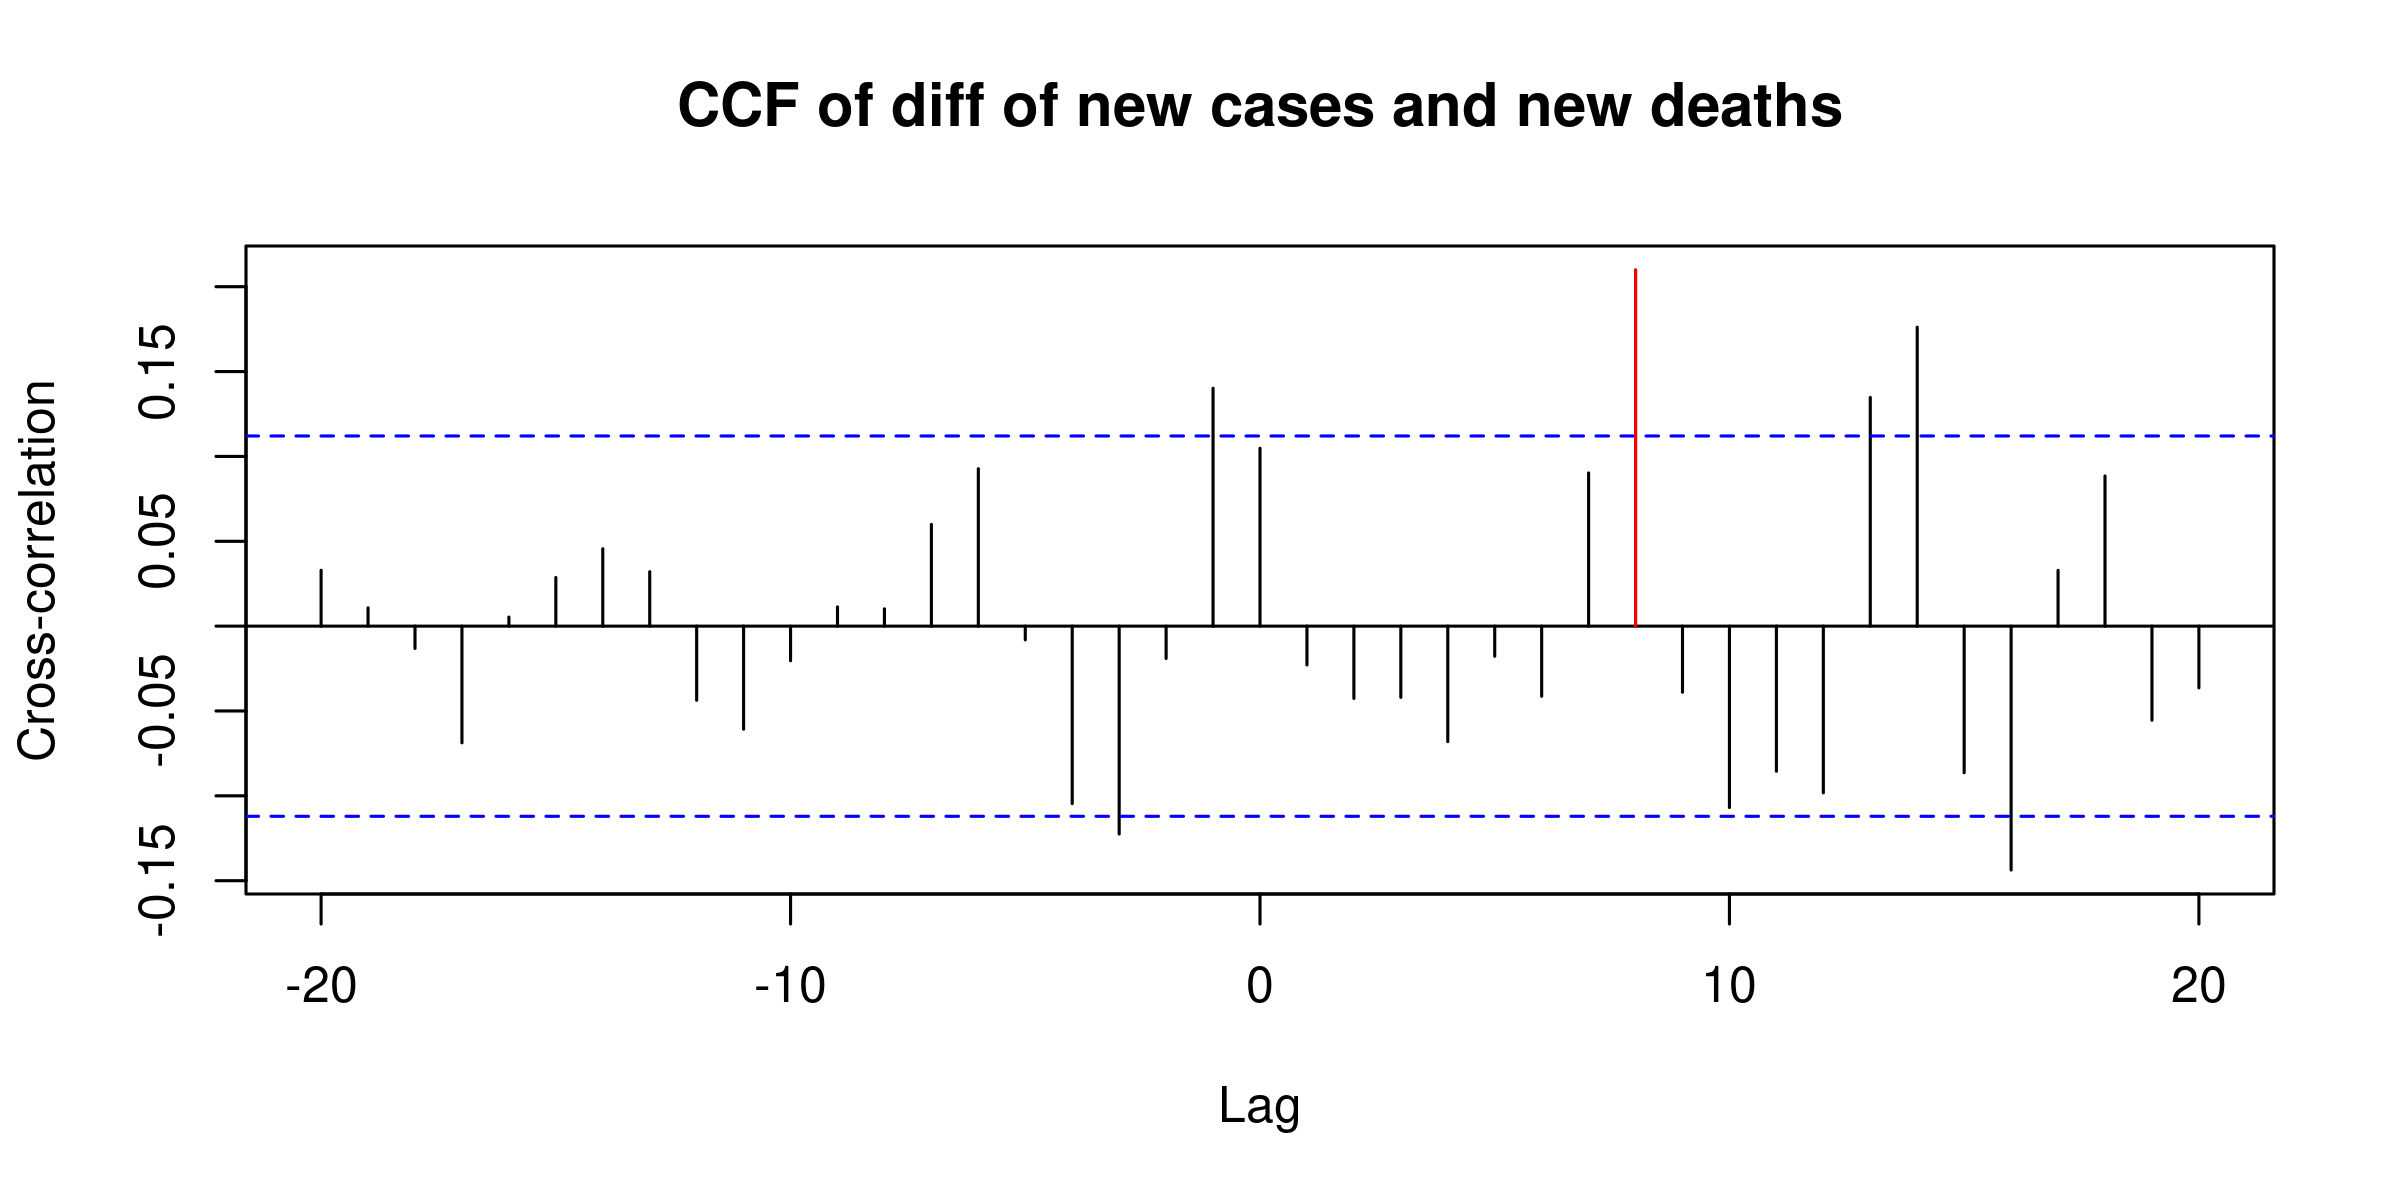 CCF of diff of new cases and new deaths
Cross-correlation
0.15
0.05
-0.05
-0.15
-20 -10 0 10 20
Lag